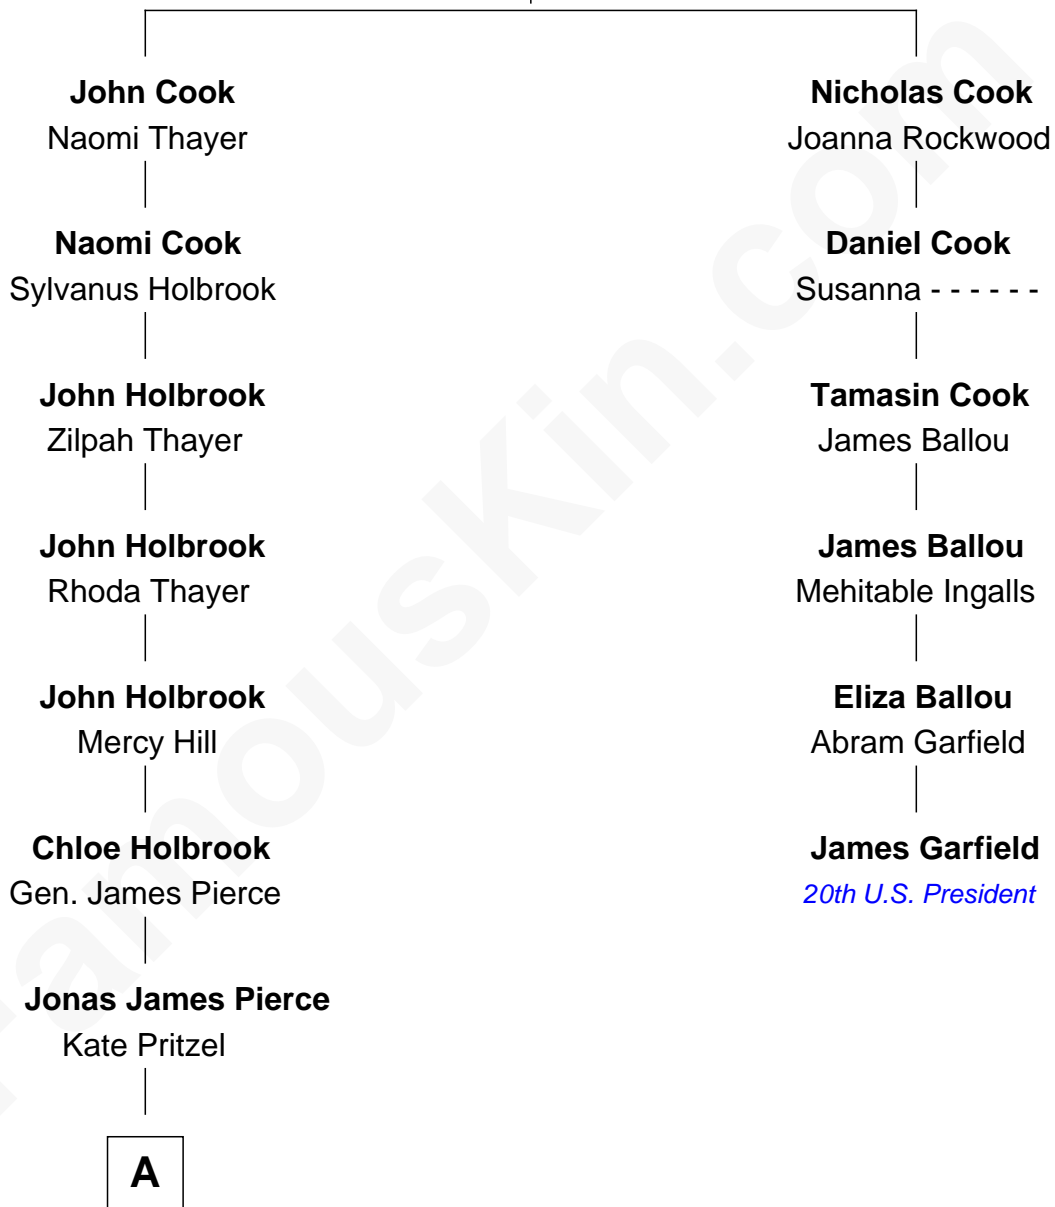 John Cook
Naomi Thayer
Nicholas Cook
Joanna Rockwood
Naomi Cook
Sylvanus Holbrook
Daniel Cook
Susanna - - - - - -
John Holbrook
Zilpah Thayer
Tamasin Cook
James Ballou
John Holbrook
Rhoda Thayer
James Ballou
Mehitable Ingalls
John Holbrook
Mercy Hill
Eliza Ballou
Abram Garfield
Chloe Holbrook
Gen. James Pierce
James Garfield
20th U.S. President
Jonas James Pierce
Kate Pritzel
A
FamousKin.com